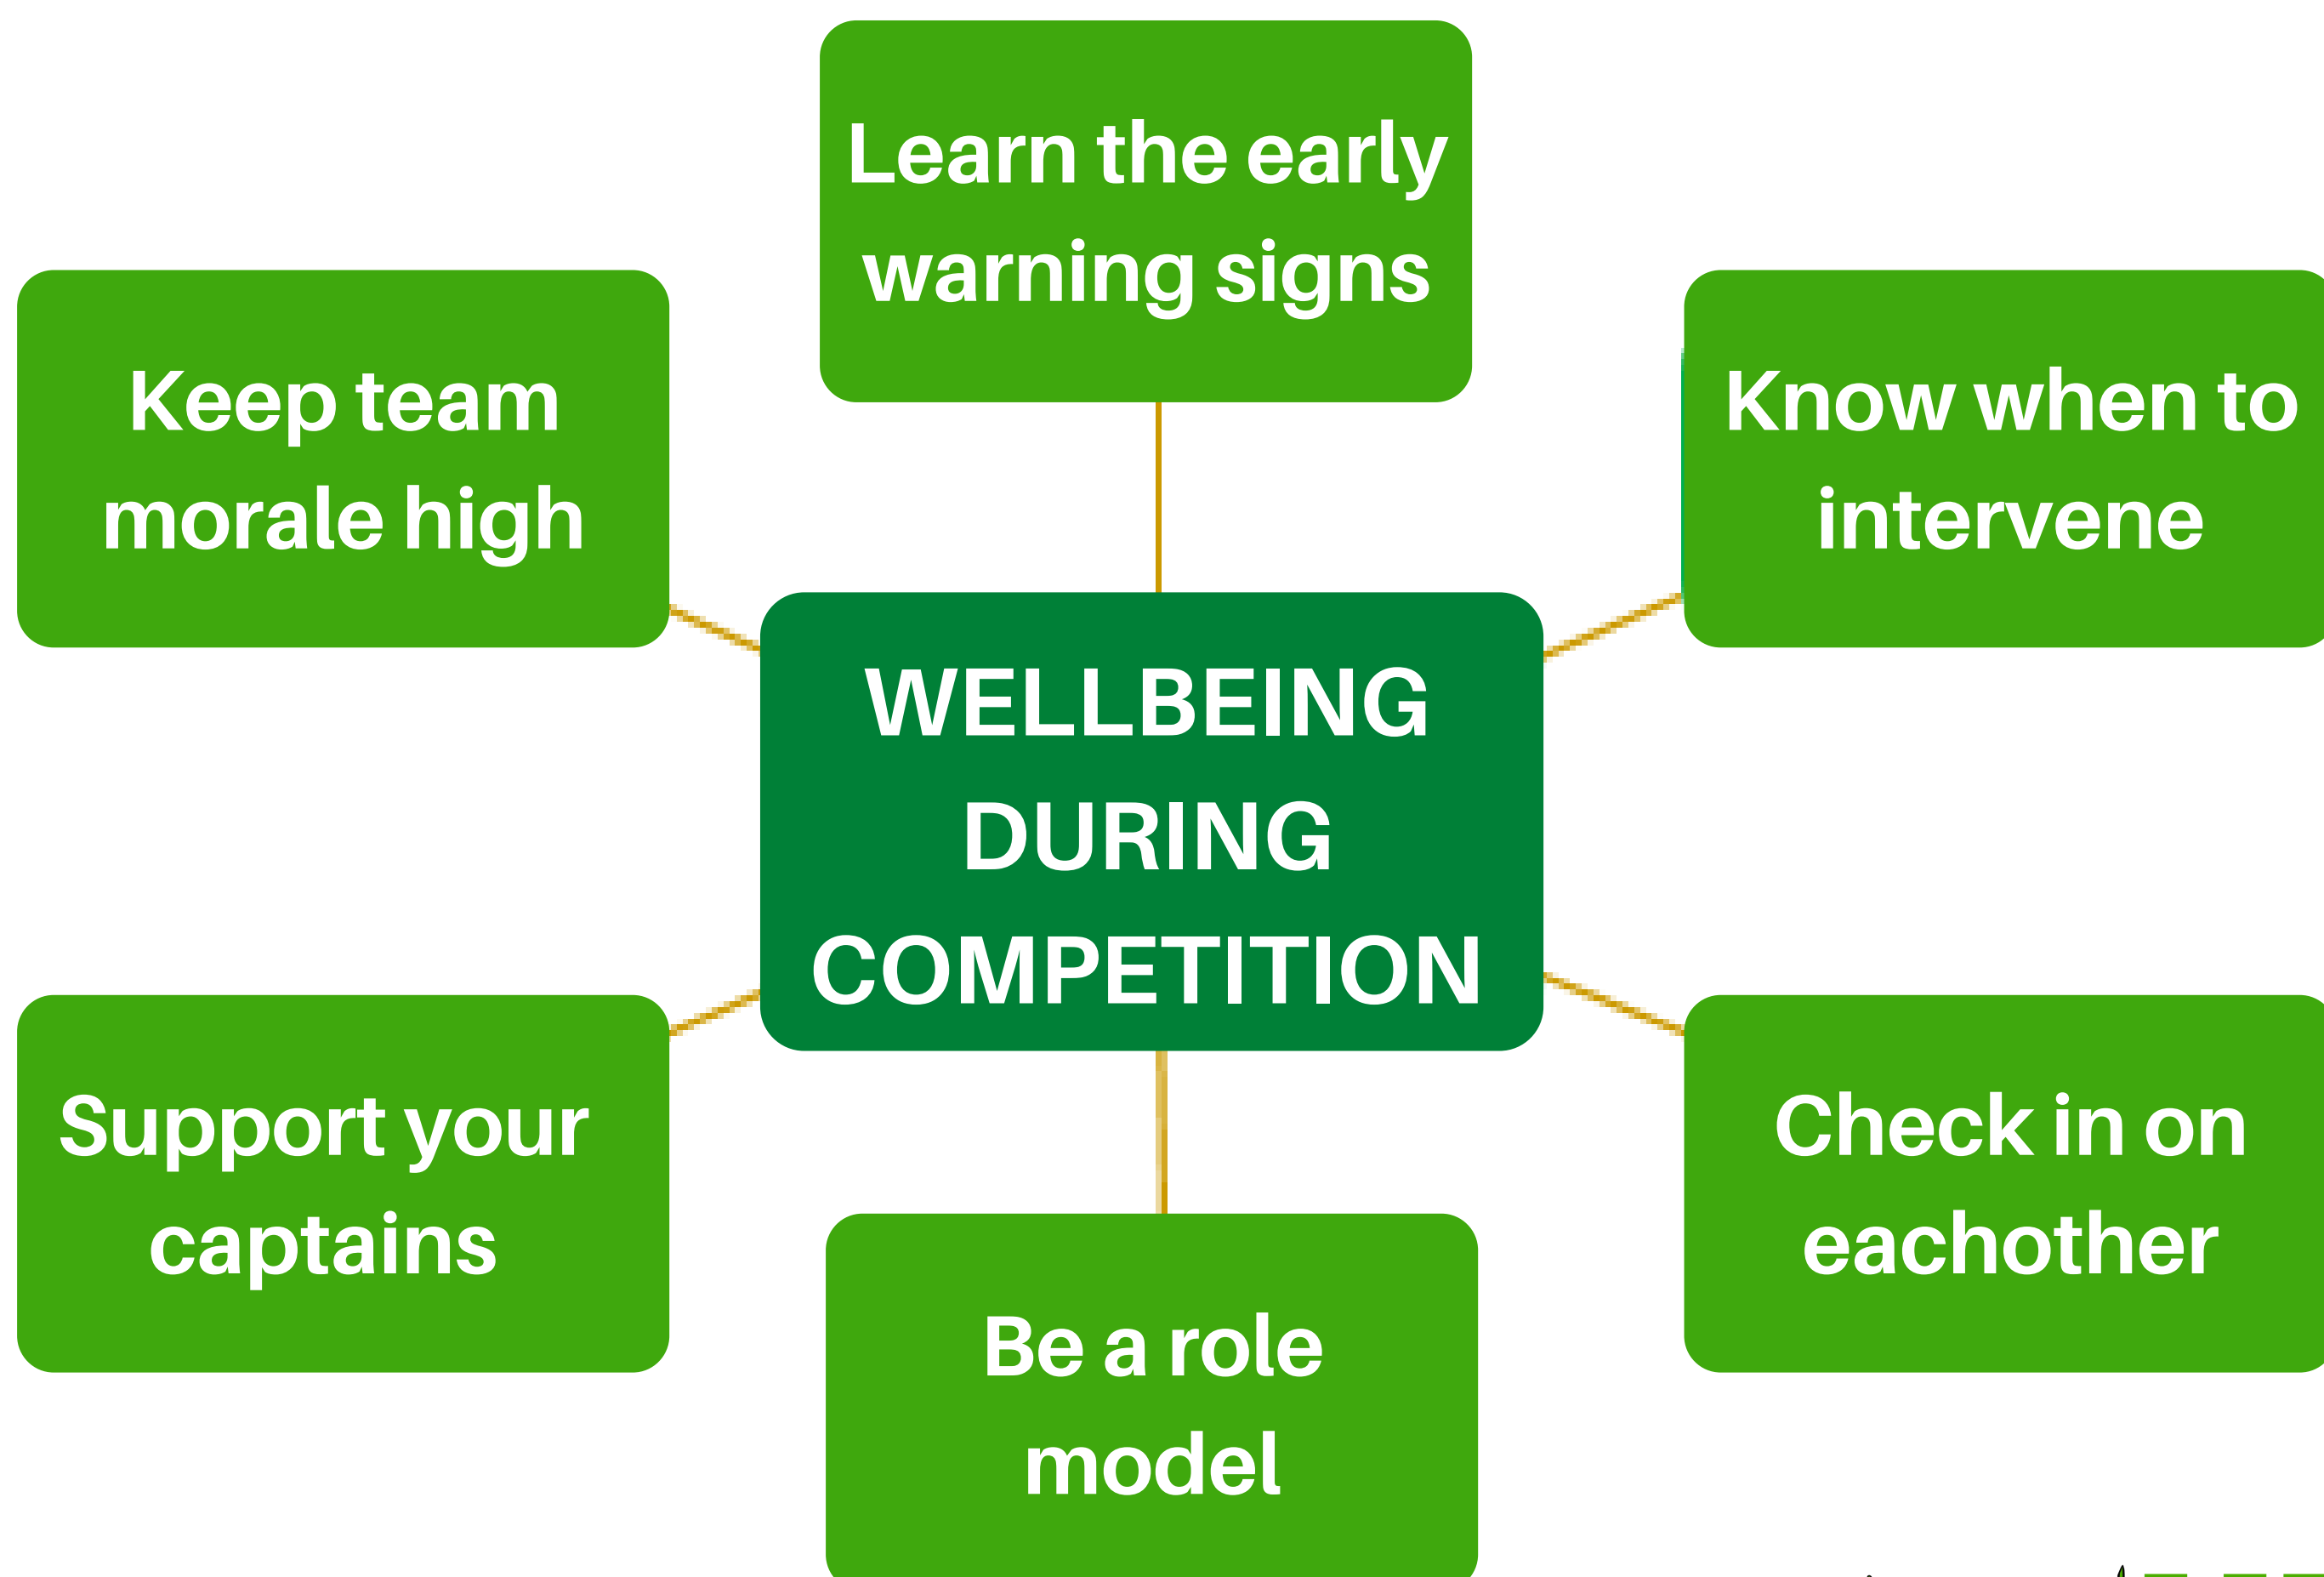 Learn the early
warning signs
Keep team
morale high
Know when to
intervene
WELLBEING
DURING
COMPETITION
Support your
captains
Check in on
eachother
Be a role
model